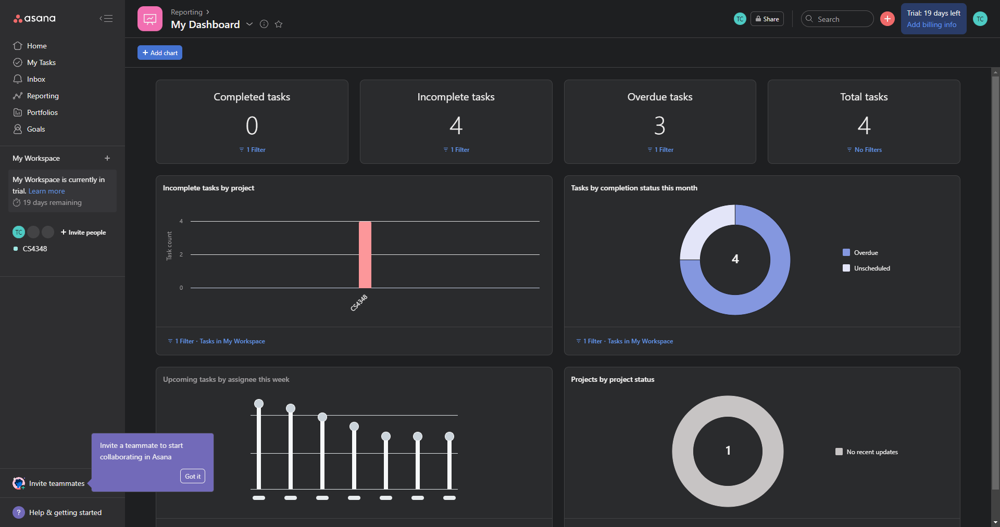 asana
Home
My Tasks
Inbox
Reporting
Portfolios
Goals
My Workspace
My Workspace is currently in
trial. Learn more
19 days remaining
TC
Invite people
CS4348
Invite teammates
? Help & getting started
Invite a teammate to start
collaborating in Asana
Got it
Reporting
My Dashboard
TC
Share
Search
Trial: 19 days left
Add billing info
TC
+ Add chart
Completed tasks
0
1 Filter
Incomplete tasks
4
1 Filter
Overdue tasks
3
1 Filter
Total tasks
4
No Filters
Incomplete tasks by project
Task count
4
2
0
CS4348
1 Filter · Tasks in My Workspace
Tasks by completion status this month
4
Overdue
Unscheduled
1 Filter · Tasks in My Workspace
Upcoming tasks by assignee this week
Projects by project status
1
No recent updates